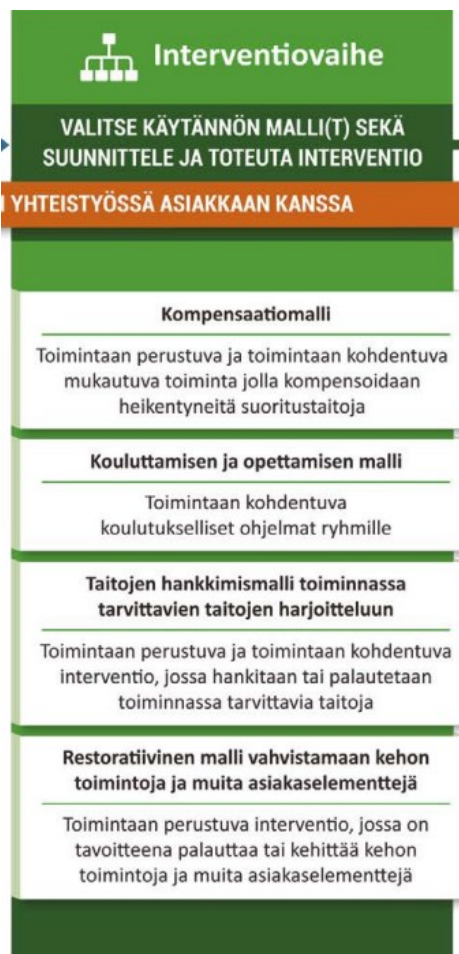 Interventiovaihe
VALITSE KÄYTÄNNÖN MALLI(T) SEKÄ
SUUNNITTELE JA TOTEUTA INTERVENTIO
YHTEISTYÖSSÄ ASIAKKAAN KANSSA
Kompensaatiomalli
Toimintaan perustuva ja toimintaan kohdentuva
mukautuva toiminta jolla kompensoidaan
heikentyneitä suoritustaitoja
Kouluttamisen ja opettamisen malli
Toimintaan kohdentuva
koulutukselliset ohjelmat ryhmille
Taitojen hankkimismalli toiminnassa
tarvittavien taitojen harjoitteluun
Toimintaan perustuva ja toimintaan kohdentuva
interventio, jossa hankitaan tai palautetaan
toiminnassa tarvittavia taitoja
Restoratiivinen malli vahvistamaan kehon
toimintoja ja muita asiakaselementtejä
Toimintaan perustuva interventio, jossa on
tavoitteena palauttaa tai kehittää kehon
toimintoja ja muita asiakaselementtejä